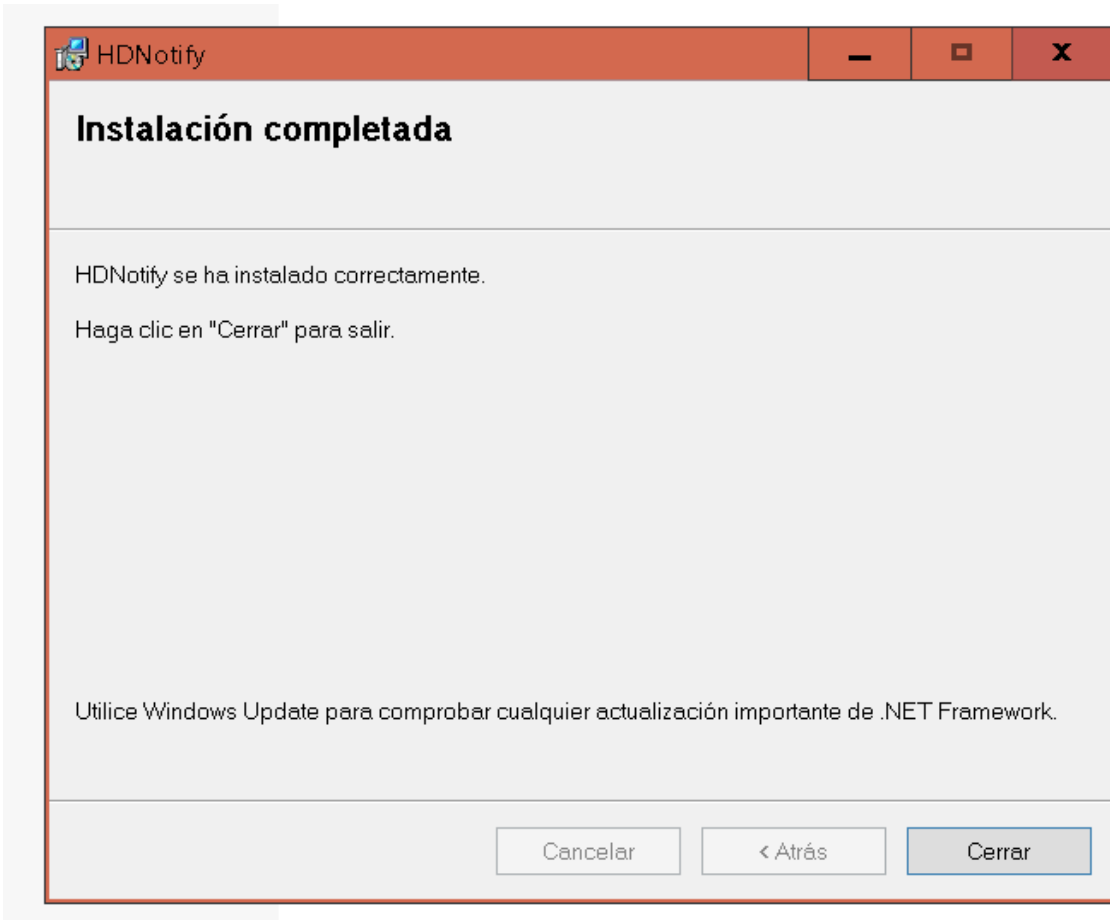 HDNotify
Instalación completada
HDNotify se ha instalado correctamente.
Haga clic en "Cerrar" para salir.
Utilice Windows Update para comprobar cualquier actualización importante de .NET Framework.
Cancelar
< Atrás
Cerrar